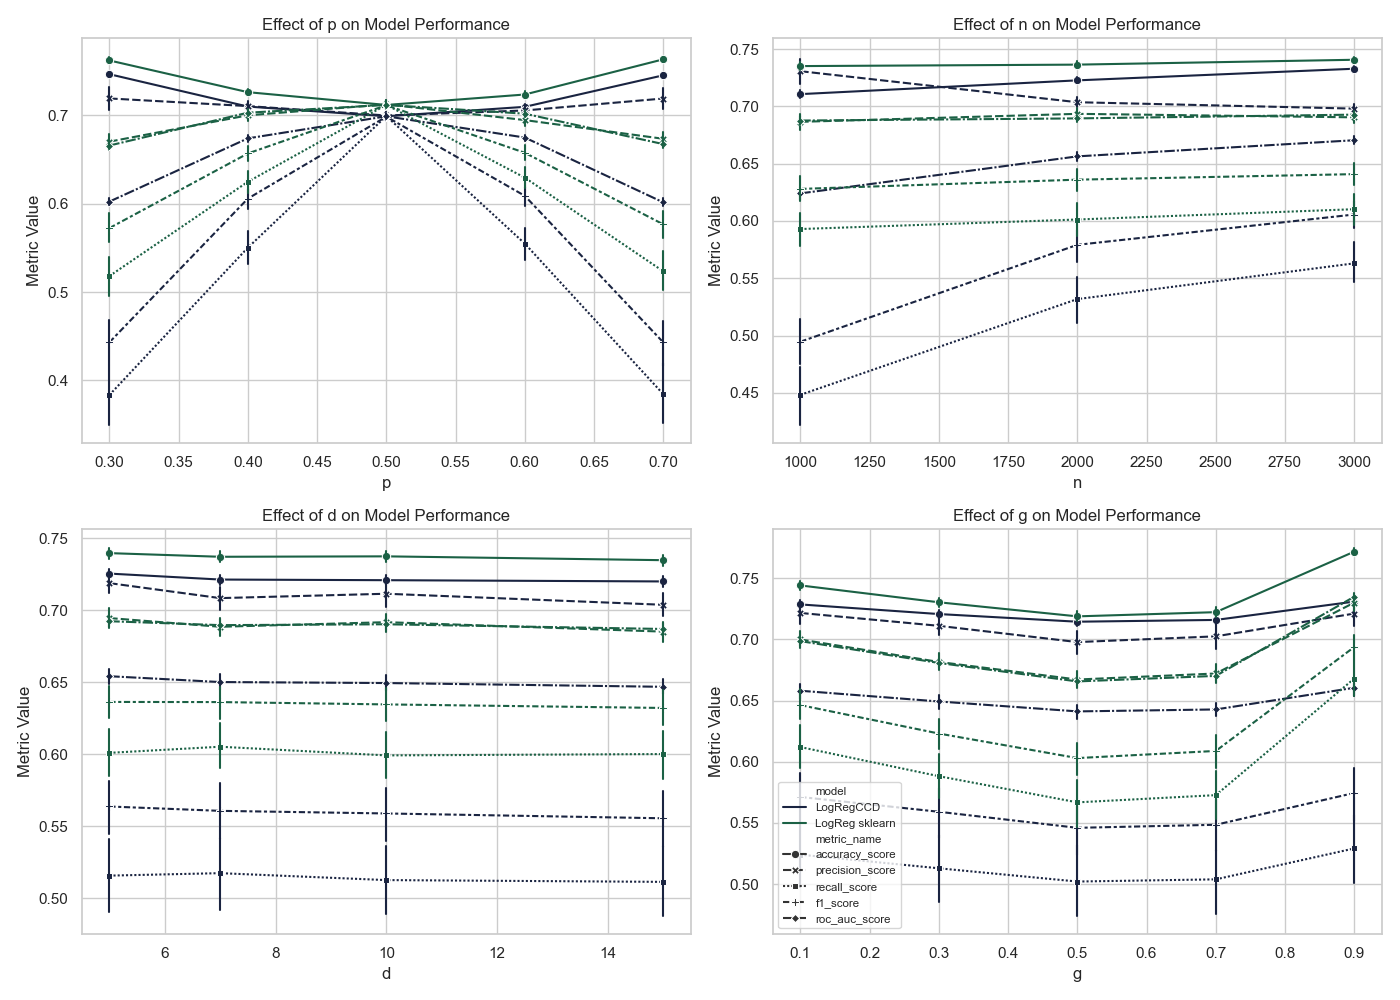 Effect of p on Model Performance
Metric Value
0.7
0.6
0.5
0.4
0.30 0.35 0.40 0.45 0.50 0.55 0.60 0.65 0.70
p
Effect of n on Model Performance
Metric Value
0.75
0.70
0.65
0.60
0.55
0.50
0.45
1000 1250 1500 1750 2000 2250 2500 2750 3000
n
Effect of d on Model Performance
Metric Value
0.75
0.70
0.65
0.60
0.55
0.50
6 8 10 12 14
d
Effect of g on Model Performance
Metric Value
0.75
0.70
0.65
0.60
0.55
0.50
model
LogRegCCD
LogReg sklearn
metric_name
accuracy_score
precision_score
recall_score
f1_score
roc_auc_score
0.1 0.2 0.3 0.4 0.5 0.6 0.7 0.8 0.9
g